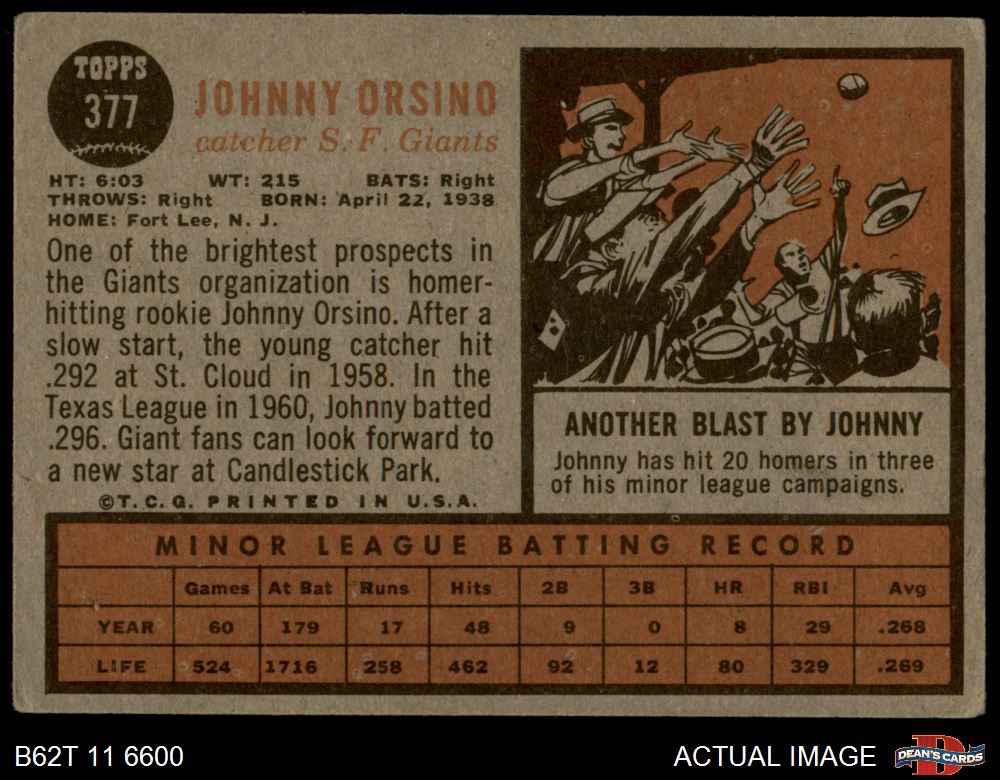 TOPPS
377
JOHNNY ORSINO
catcher S. F. Giants
HT: 6:03 WT: 215 BATS: Right
THROWS: Right BORN: April 22, 1938
HOME: Fort Lee, N. J.
One of the brightest prospects in
the Giants organization is homer-
hitting rookie Johnny Orsino. After a
slow start, the young catcher hit
.292 at St. Cloud in 1958. In the
Texas League in 1960, Johnny batted
.296. Giant fans can look forward to
a new star at Candlestick Park.
©T.C.G. PRINTED IN U.S.A.
ANOTHER BLAST BY JOHNNY
Johnny has hit 20 homers in three
of his minor league campaigns.
MINOR LEAGUE BATTING RECORD
Games At Bat Runs Hits 2B 3B HR RBI Avg
YEAR 60 179 17 48 9 0 8 29 .268
LIFE 524 1716 258 462 92 12 80 329 .269
B62T 11 6600
ACTUAL IMAGE
D
DEAN'S CARDS